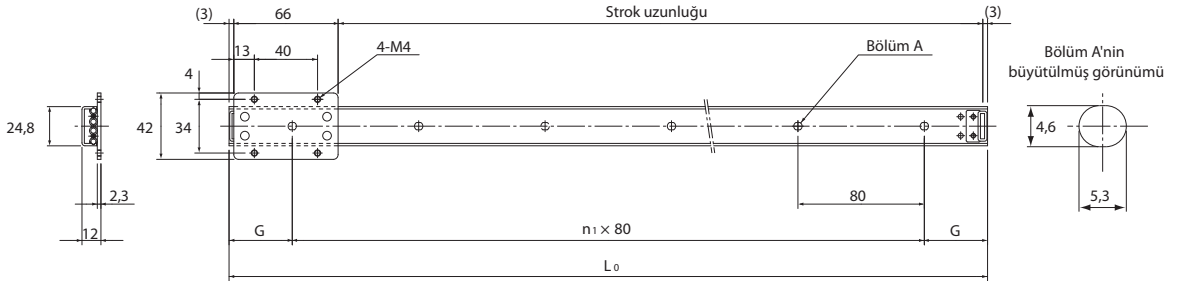 (3)
66
Strok uzunluğu
(3)
13
40
4-M4
Bölüm A
Bölüm A'nin
büyütülmüş görünümü
4
24,8
42
34
4,6
2,3
12
80
5,3
G
n1 × 80
G
L0